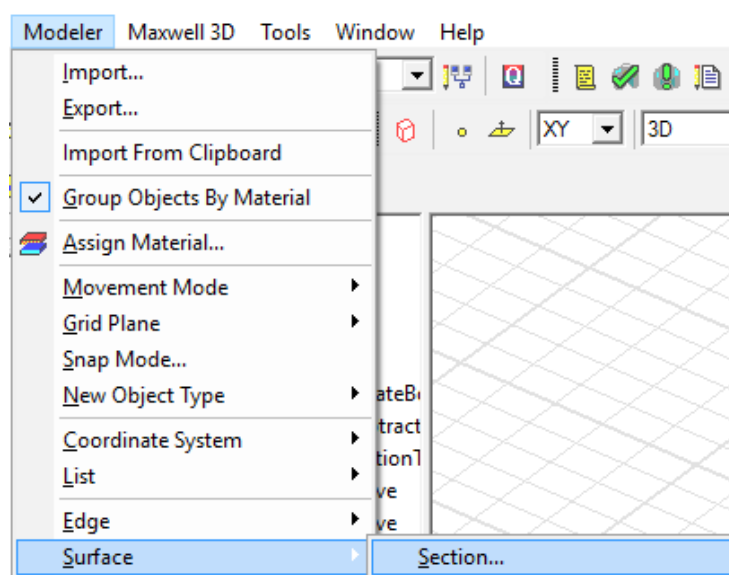 Modeler Maxwell 3D Tools Window Help
Import...
Export...
XY 3D
Import From Clipboard
Group Objects By Material
Assign Material...
Movement Mode
Grid Plane
Snap Mode...
New Object Type
Coordinate System
List
Edge
Surface Section...